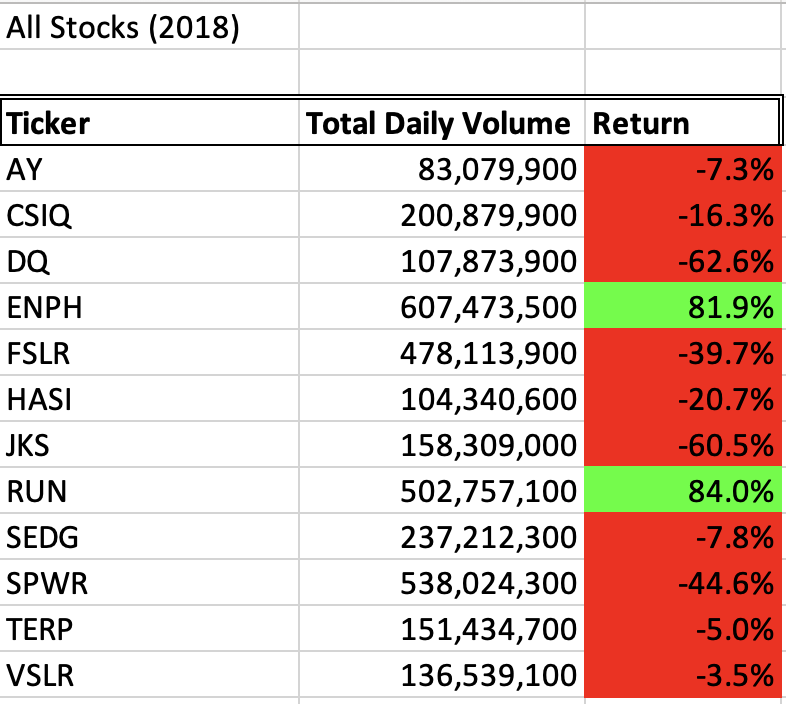 All Stocks (2018)
Ticker Total Daily Volume Return
AY 83,079,900 -7.3%
CSIQ 200,879,900 -16.3%
DQ 107,873,900 -62.6%
ENPH 607,473,500 81.9%
FSLR 478,113,900 -39.7%
HASI 104,340,600 -20.7%
JKS 158,309,000 -60.5%
RUN 502,757,100 84.0%
SEDG 237,212,300 -7.8%
SPWR 538,024,300 -44.6%
TERP 151,434,700 -5.0%
VSLR 136,539,100 -3.5%